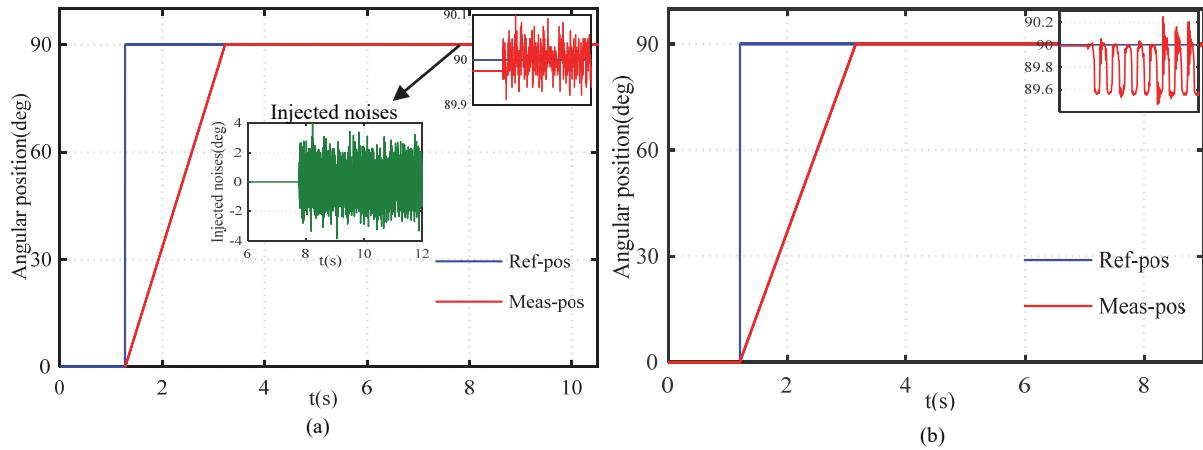 90
60
30
0
Angular position(deg)
0
2
4
6
8
10
t(s)
(a)
90.1
90
89.9
Injected noises
4
2
0
-2
-4
Injected noises(deg)
6
8
10
12
t(s)
Ref-pos
Meas-pos
90
60
30
0
Angular position(deg)
0
2
4
6
8
t(s)
(b)
90.2
90
89.8
89.6
Ref-pos
Meas-pos